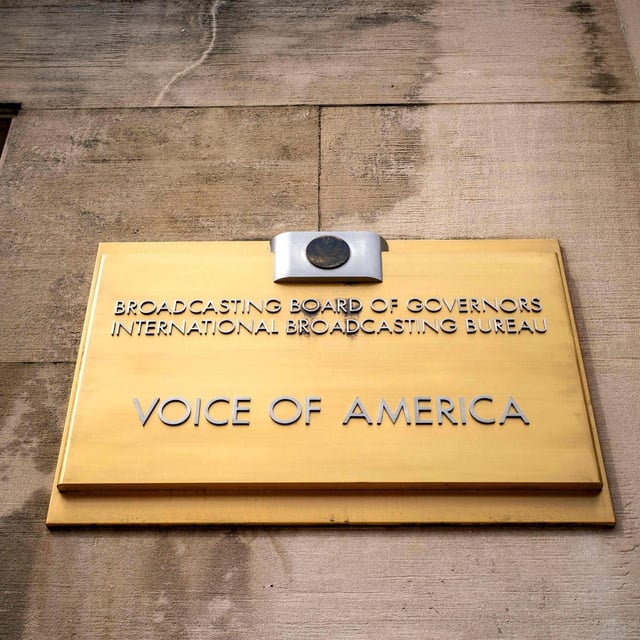 BROADCASTING BOARD OF GOVERNORS
INTERNATIONAL BROADCASTING BUREAU
VOICE OF AMERICA